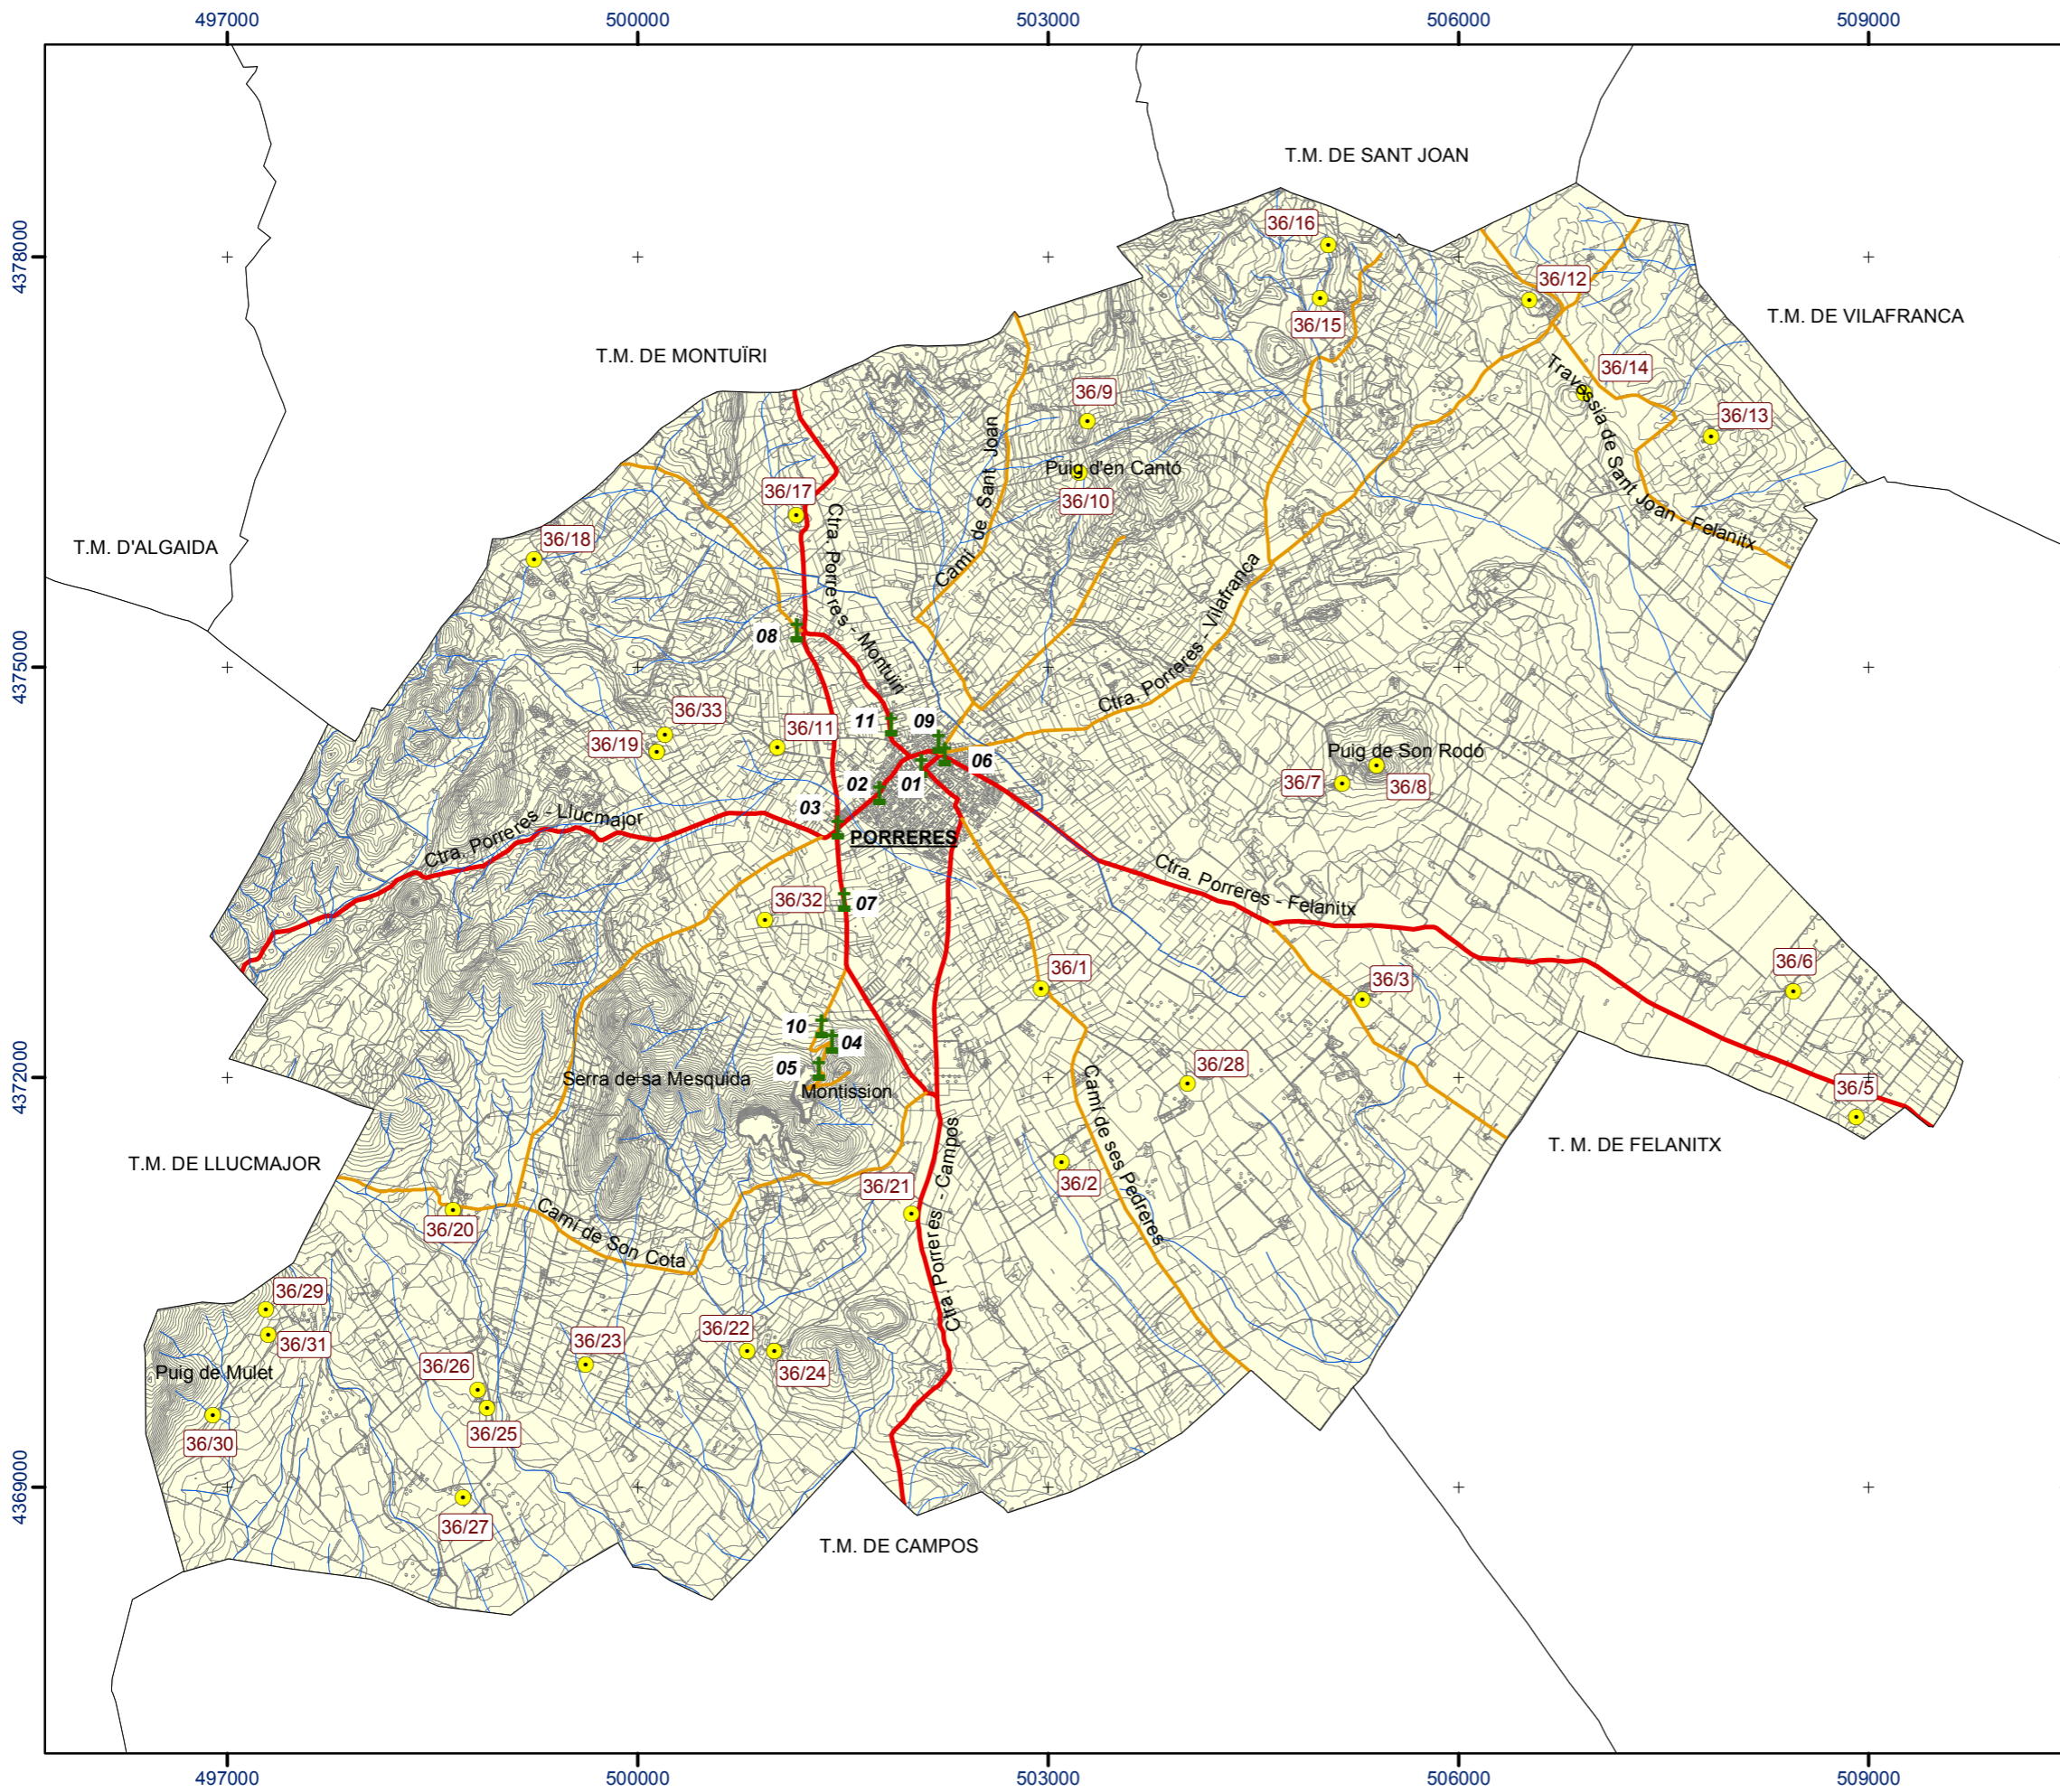 497000
500000
503000
506000
509000
T.M. DE SANT JOAN
36/16
4378000
36/12
36/15
T.M. DE VILAFRANCA
T.M. DE MONTUÏRI
36/14
36/9
36/13
Travessia de Sant Joan - Felanitx
Puig d'en Cantó
36/17
36/10
Camí de Sant Joan
Ctra. Porreres - Montuïri
36/18
T.M. D'ALGAIDA
Ctra. Porreres - Vilafranca
08
4375000
36/33
11
09
36/11
36/19
Puig de Son Rodó
06
02
01
36/7
36/8
03
Ctra. Porreres - Llucmajor
PORRERES
Ctra. Porreres - Felanitx
36/32
07
36/1
36/6
36/3
10
04
36/28
05
4372000
Serra de sa Mesquida
Montission
36/5
T. M. DE FELANITX
T.M. DE LLUCMAJOR
Camí de ses Pedreres
36/2
36/21
Ctra. Porreres - Campos
36/20
Camí de Son Cota
36/29
36/22
36/23
36/31
36/26
Puig de Mulet
36/24
36/25
36/30
4369000
36/27
T.M. DE CAMPOS
497000
500000
503000
506000
509000